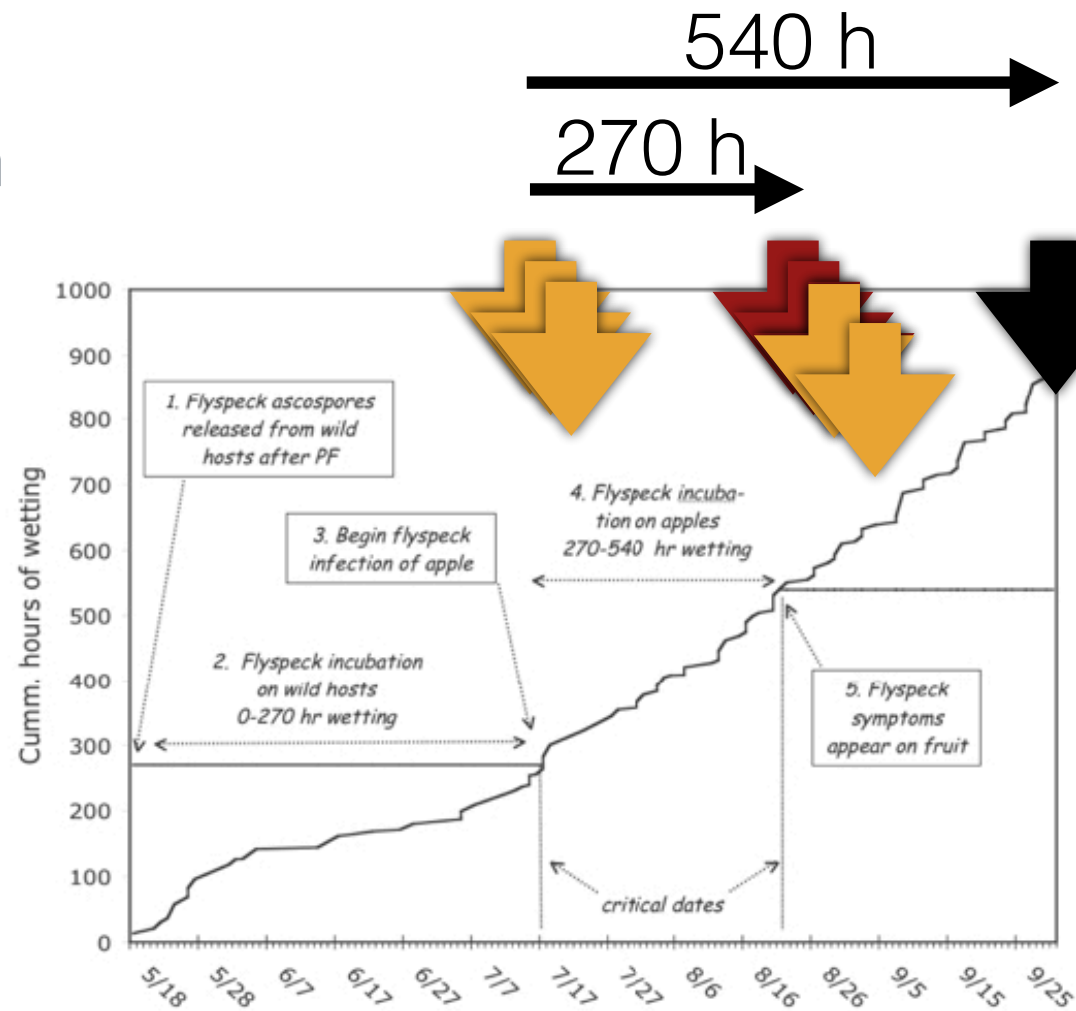 540 h
270 h
1000
900
800
700
600
500
400
300
200
100
0
Cumm. hours of wetting
1. Flyspeck ascospores
released from wild
hosts after PF
3. Begin flyspeck
infection of apple
4. Flyspeck incuba-
tion on apples
270-540 hr wetting
2. Flyspeck incubation
on wild hosts
0-270 hr wetting
5. Flyspeck
symptoms
appear on fruit
critical dates
5/18
5/28
6/7
6/17
6/27
7/7
7/17
7/27
8/6
8/16
8/26
9/5
9/15
9/25